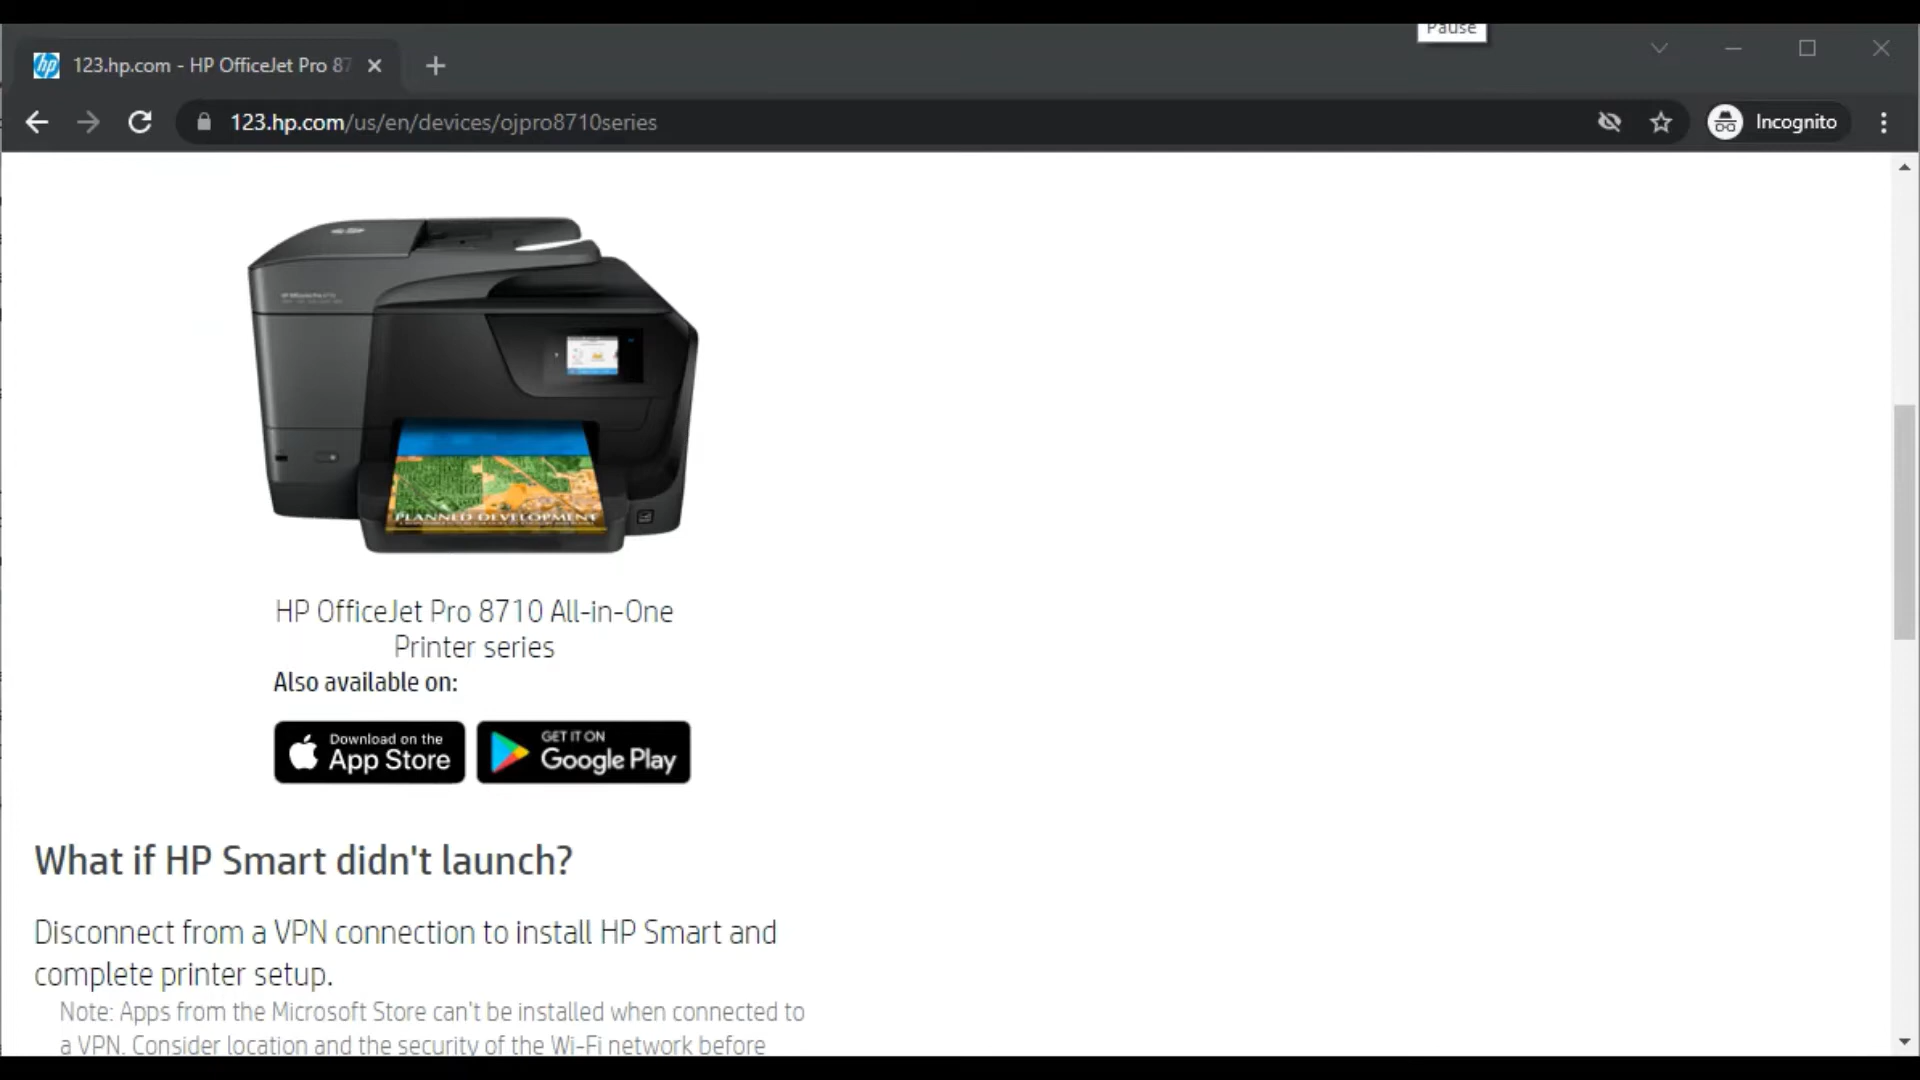 Pause
hp
123.hp.com - HP OfficeJet Pro 87
123.hp.com/us/en/devices/ojpro8710series
Incognito
PLANNED DEVELOPMENT
HP OfficeJet Pro 8710 All-in-One
Printer series
Also available on:
Download on the
App Store
GET IT ON
Google Play
What if HP Smart didn't launch?
Disconnect from a VPN connection to install HP Smart and
complete printer setup.
Note: Apps from the Microsoft Store can't be installed when connected to
a VPN. Consider location and the security of the Wi-Fi network before